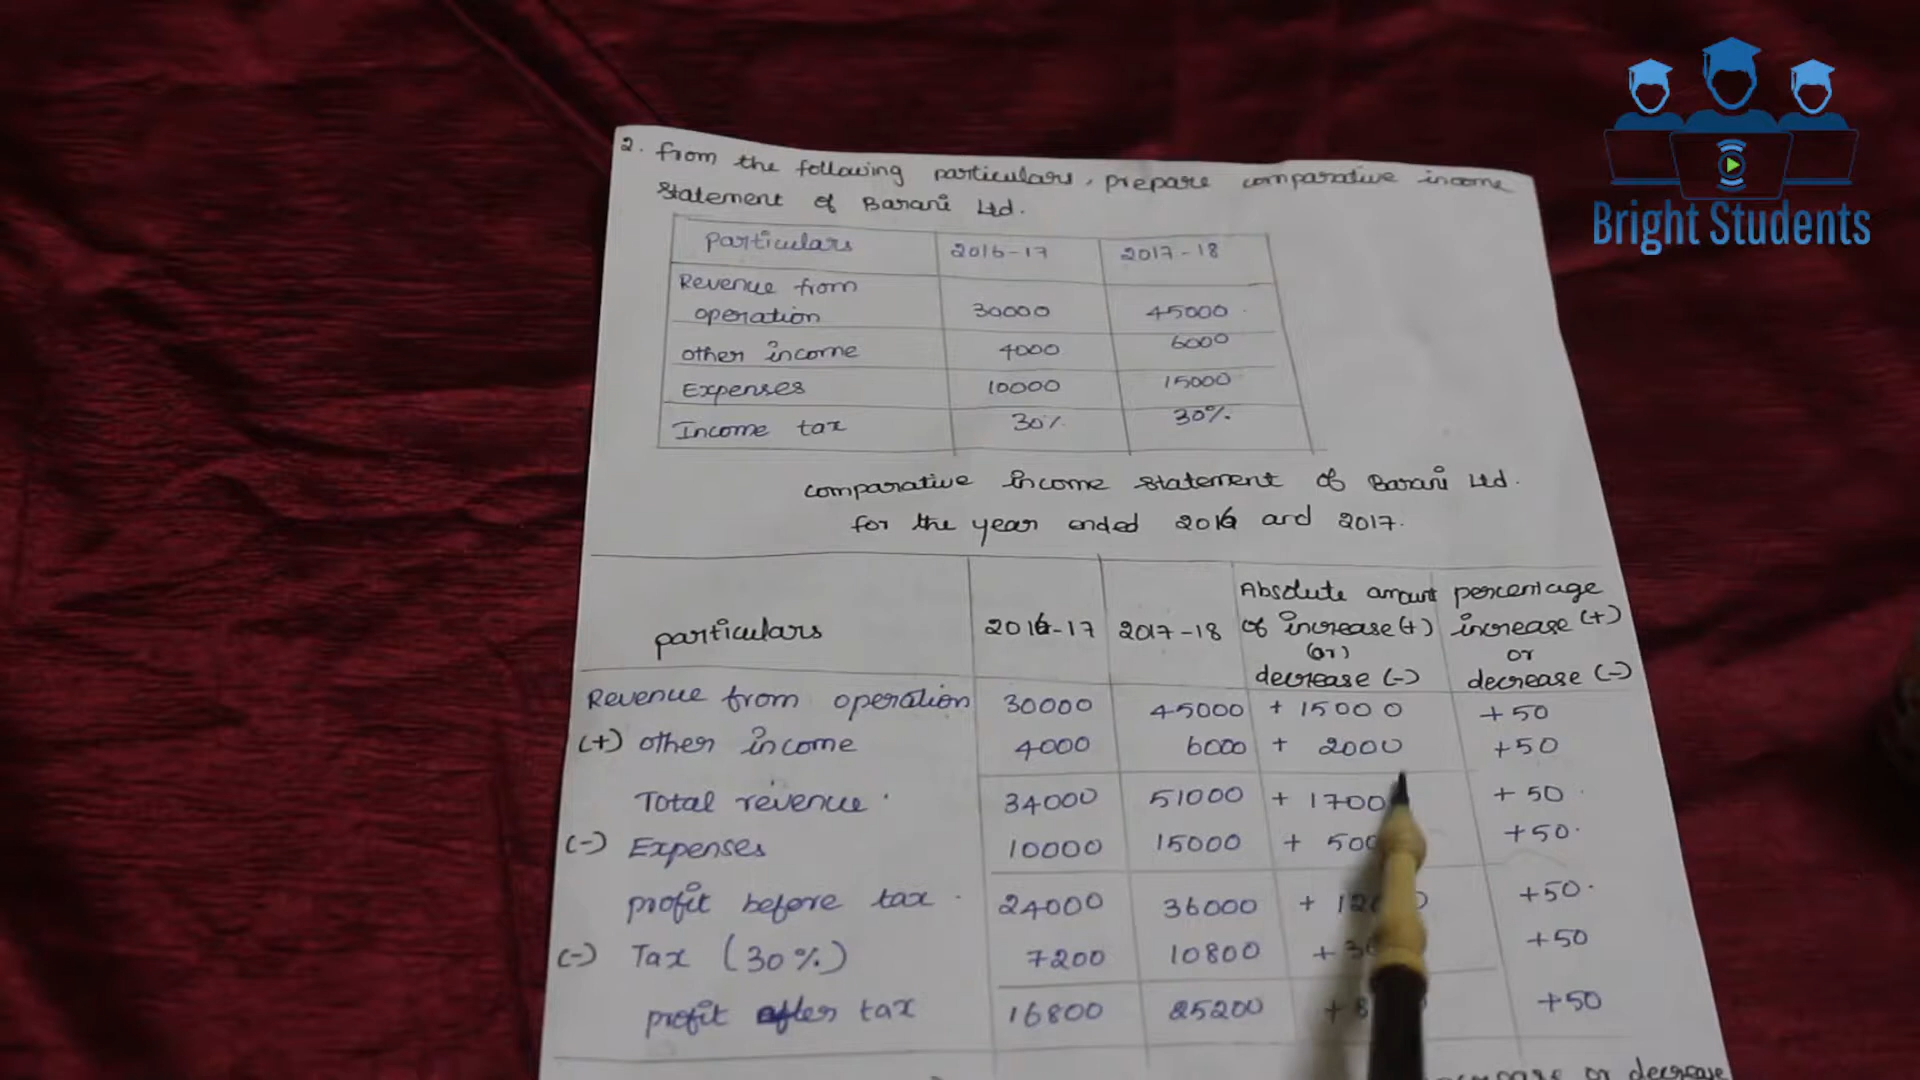 Bright Students
2. from the following particulars, prepare comparative income
statement of Barani Ltd.
particulars 2016-17 2017-18
Revenue from
operation 30000 45000
other income 4000 6000
Expenses 10000 15000
Income tax 30% 30%
comparative income statement of Barani Ltd.
for the year ended 2016 and 2017.
particulars 2016-17 2017-18 Absolute amount of increase (+) (or) decrease (-) percentage increase (+) or decrease (-)
Revenue from operation 30000 45000 + 15000 +50
(+) other income 4000 6000 + 2000 +50
Total revenue 34000 51000 + 1700 +50
(-) Expenses 10000 15000 + 500 +50
profit before tax 24000 36000 + +50
(-) Tax (30%) 7200 10800 + +50
profit after tax 16800 25200 + +50
or decrease